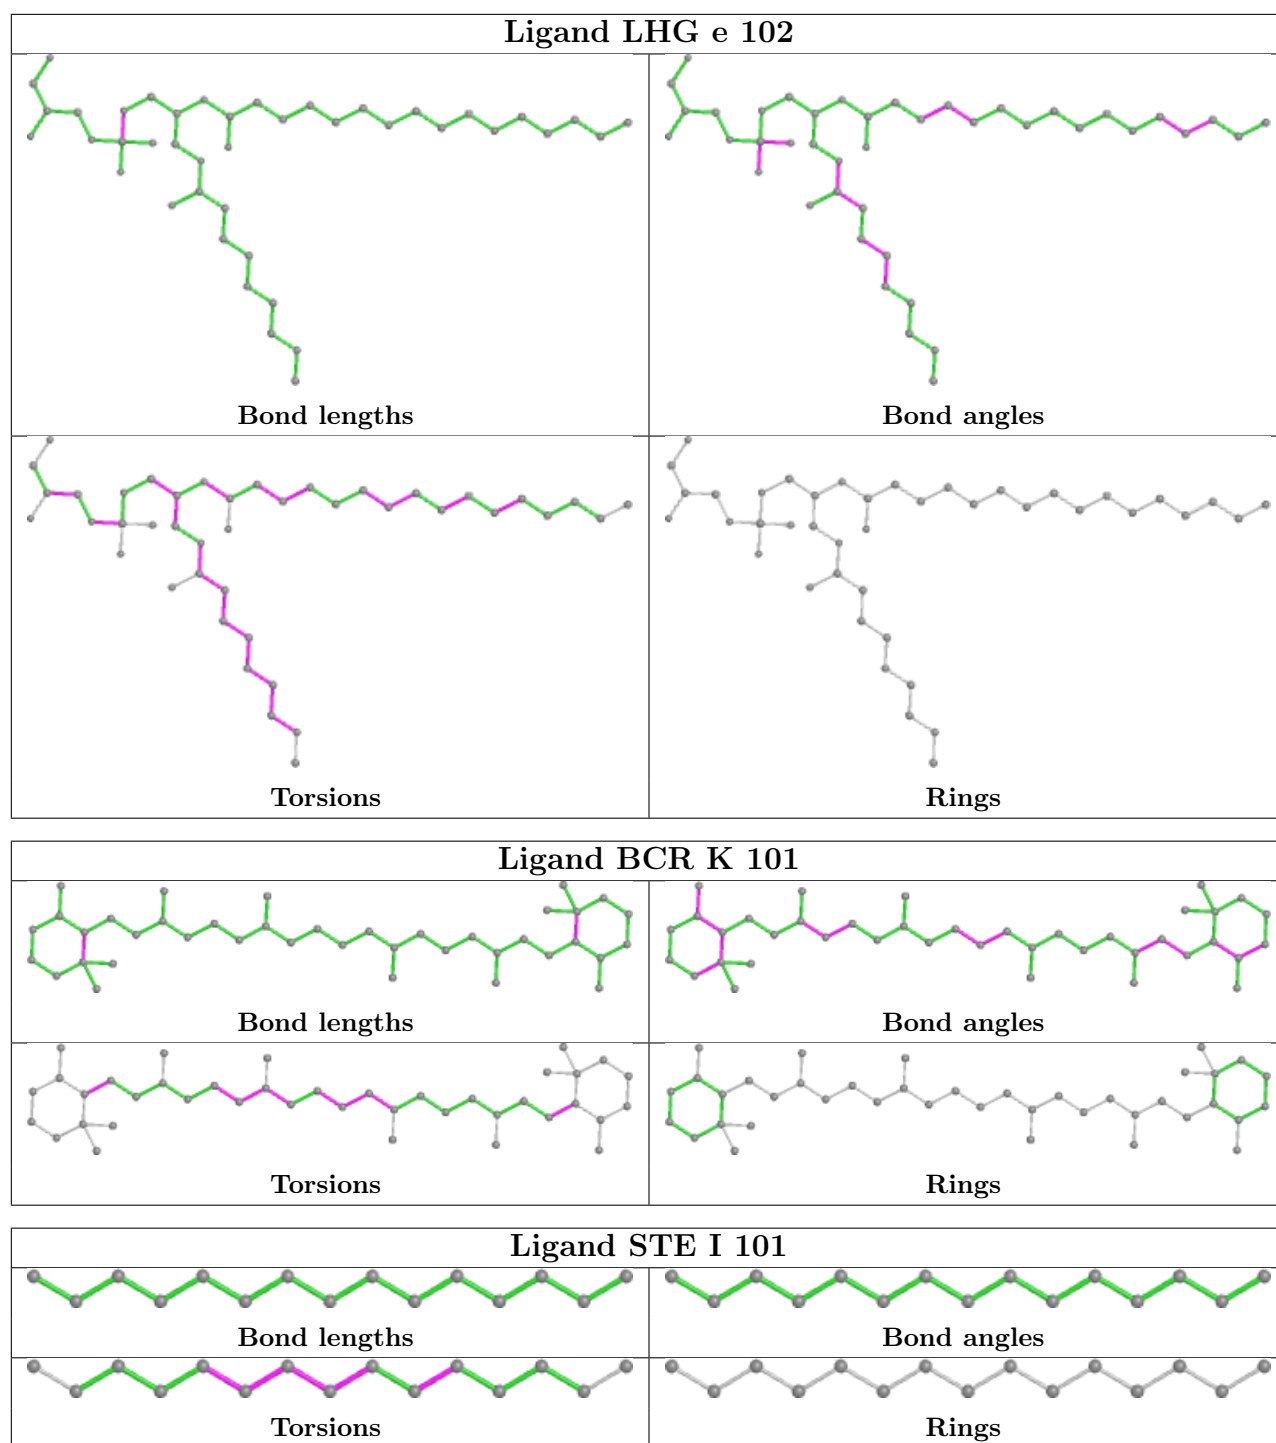 Ligand LHG e 102
Bond lengths
Bond angles
Torsions
Rings
Ligand BCR K 101
Bond lengths
Bond angles
Torsions
Rings
Ligand STE I 101
Bond lengths
Bond angles
Torsions
Rings